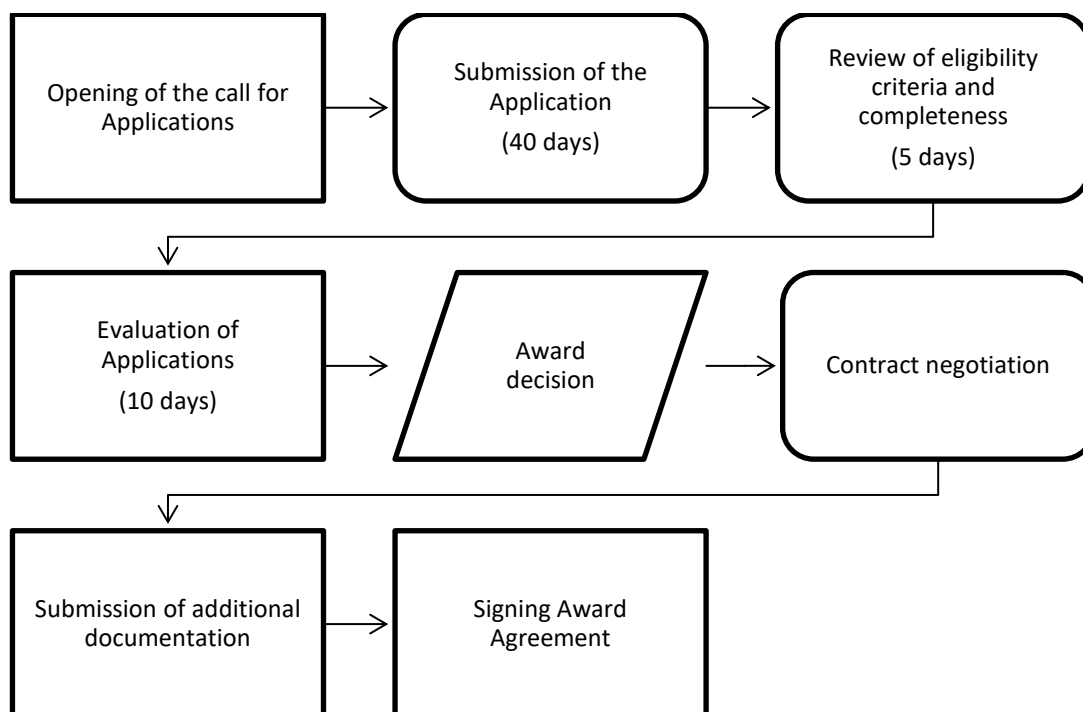 Opening of the call for
Applications
Submission of the
Application
(40 days)
Review of eligibility
criteria and
completeness
(5 days)
Evaluation of
Applications
(10 days)
Award
decision
Contract negotiation
Submission of additional
documentation
Signing Award
Agreement